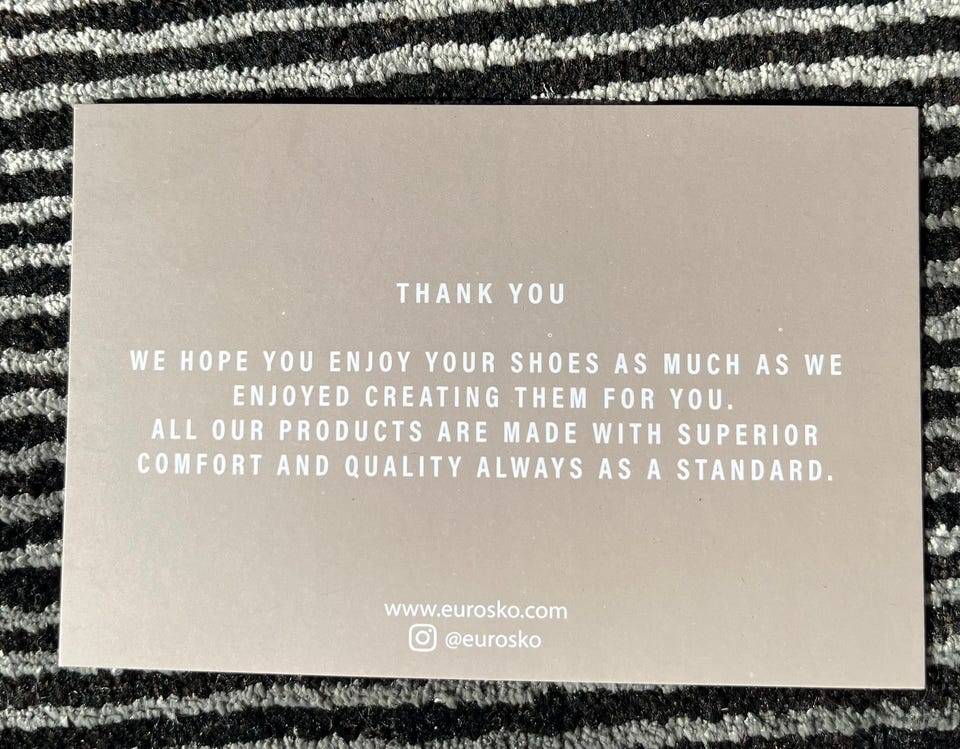 THANK YOU
WE HOPE YOU ENJOY YOUR SHOES AS MUCH AS WE
ENJOYED CREATING THEM FOR YOU.
ALL OUR PRODUCTS ARE MADE WITH SUPERIOR
COMFORT AND QUALITY ALWAYS AS A STANDARD.
www.eurosko.com
@eurosko